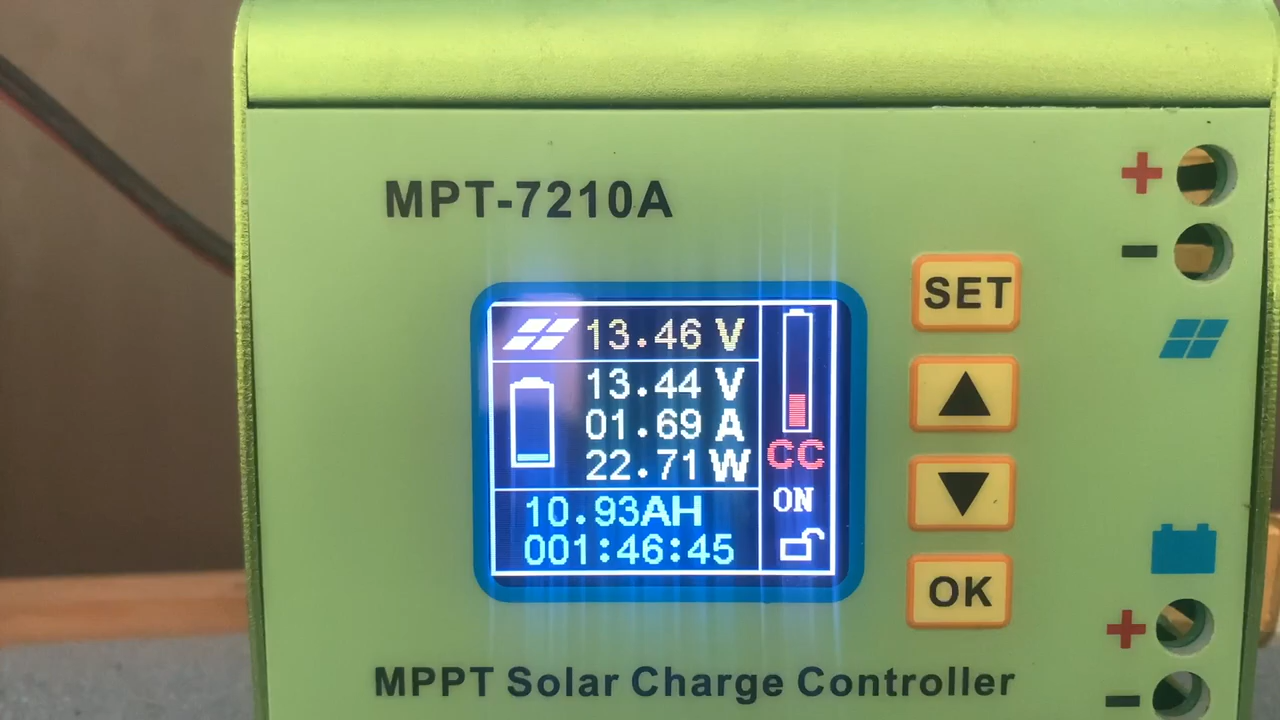 MPT-7210A
13.46 V
13.44 V
01.69 A
22.71 W
CC
10.93AH
ON
001:46:45
SET
OK
+
-
+
-
MPPT Solar Charge Controller